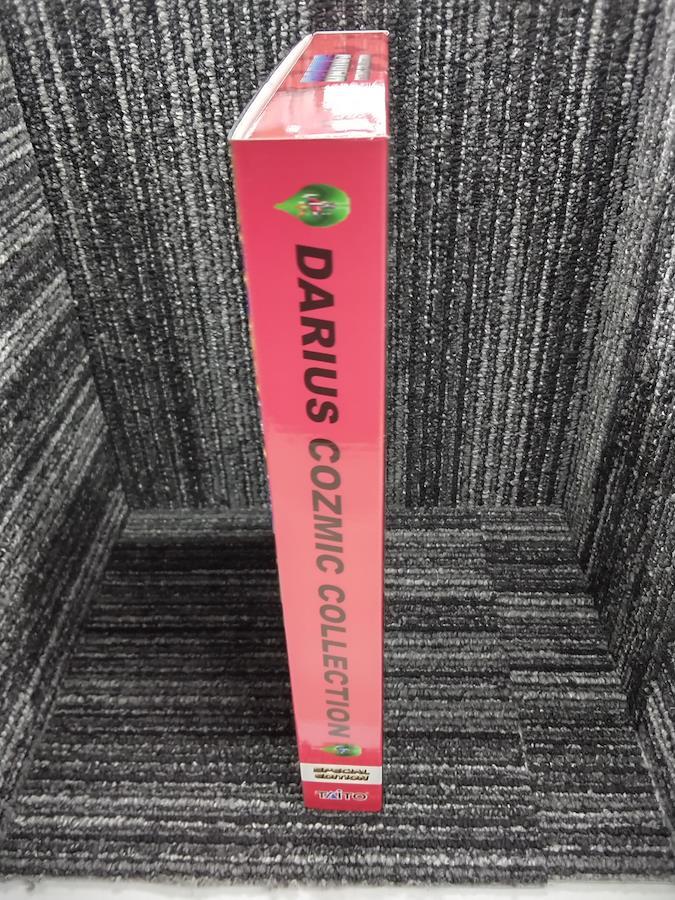 DARIUS COZMIC COLLECTION
SPECIAL
EDITION
TAITO